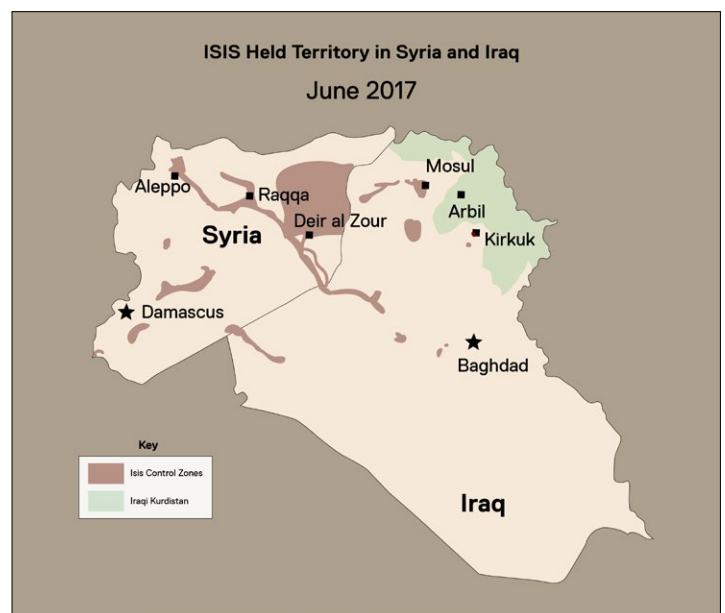 ISIS Held Territory in Syria and Iraq
June 2017
Mosul
Aleppo
Raqqa
Arbil
Deir al Zour
Syria
Kirkuk
Damascus
Baghdad
Key
Isis Control Zones
Iraqi Kurdistan
Iraq